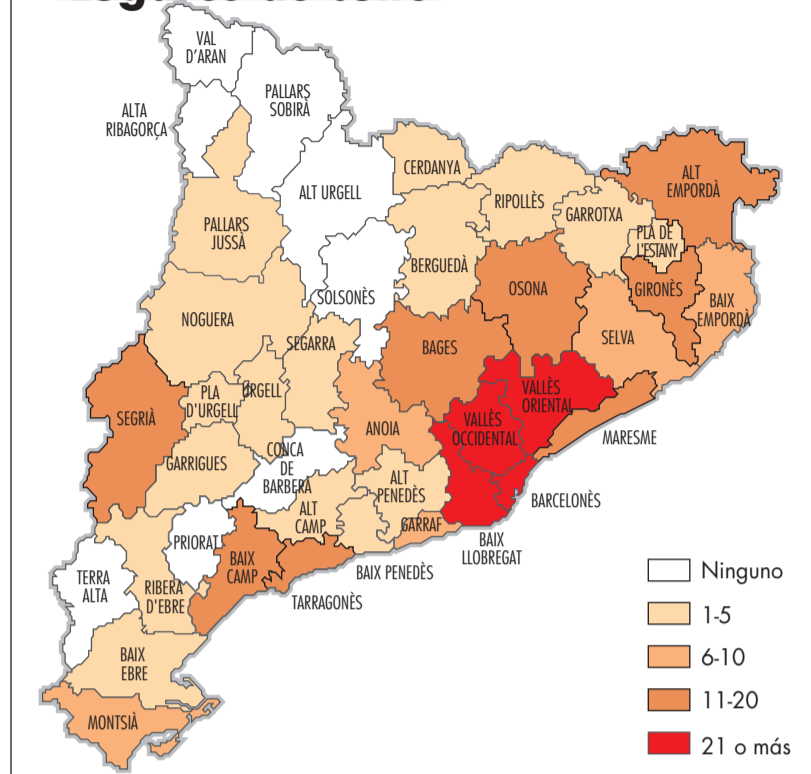 VAL
D'ARAN
PALLARS
SOBIRÀ
ALTA
RIBAGORÇA
CERDANYA
ALT URGELL
RIPOLLÈS
ALT
EMPORDÀ
GARROTXA
PLA DE
L'ESTANY
PALLARS
JUSSÀ
BERGUEDÀ
OSONA
GIRONÈS
BAIX
EMPORDÀ
SOLSONÈS
NOGUERA
SELVA
SEGARRA
BAGES
VALLÈS
ORIENTAL
SEGRIÀ
PLA
D'URGELL
URGELL
ANOIA
VALLÈS
OCCIDENTAL
MARESME
GARRIGUES
CONCA
DE
BARBERÀ
ALT
PENEDÈS
BARCELONÈS
ALT
CAMP
GARRAF
BAIX
LLOBREGAT
PRIORAT
BAIX
CAMP
BAIX PENEDÈS
TARRAGONÈS
TERRA
ALTA
RIBERA
D'EBRE
BAIX
EBRE
MONTSIÀ
Ninguno
1-5
6-10
11-20
21 o más